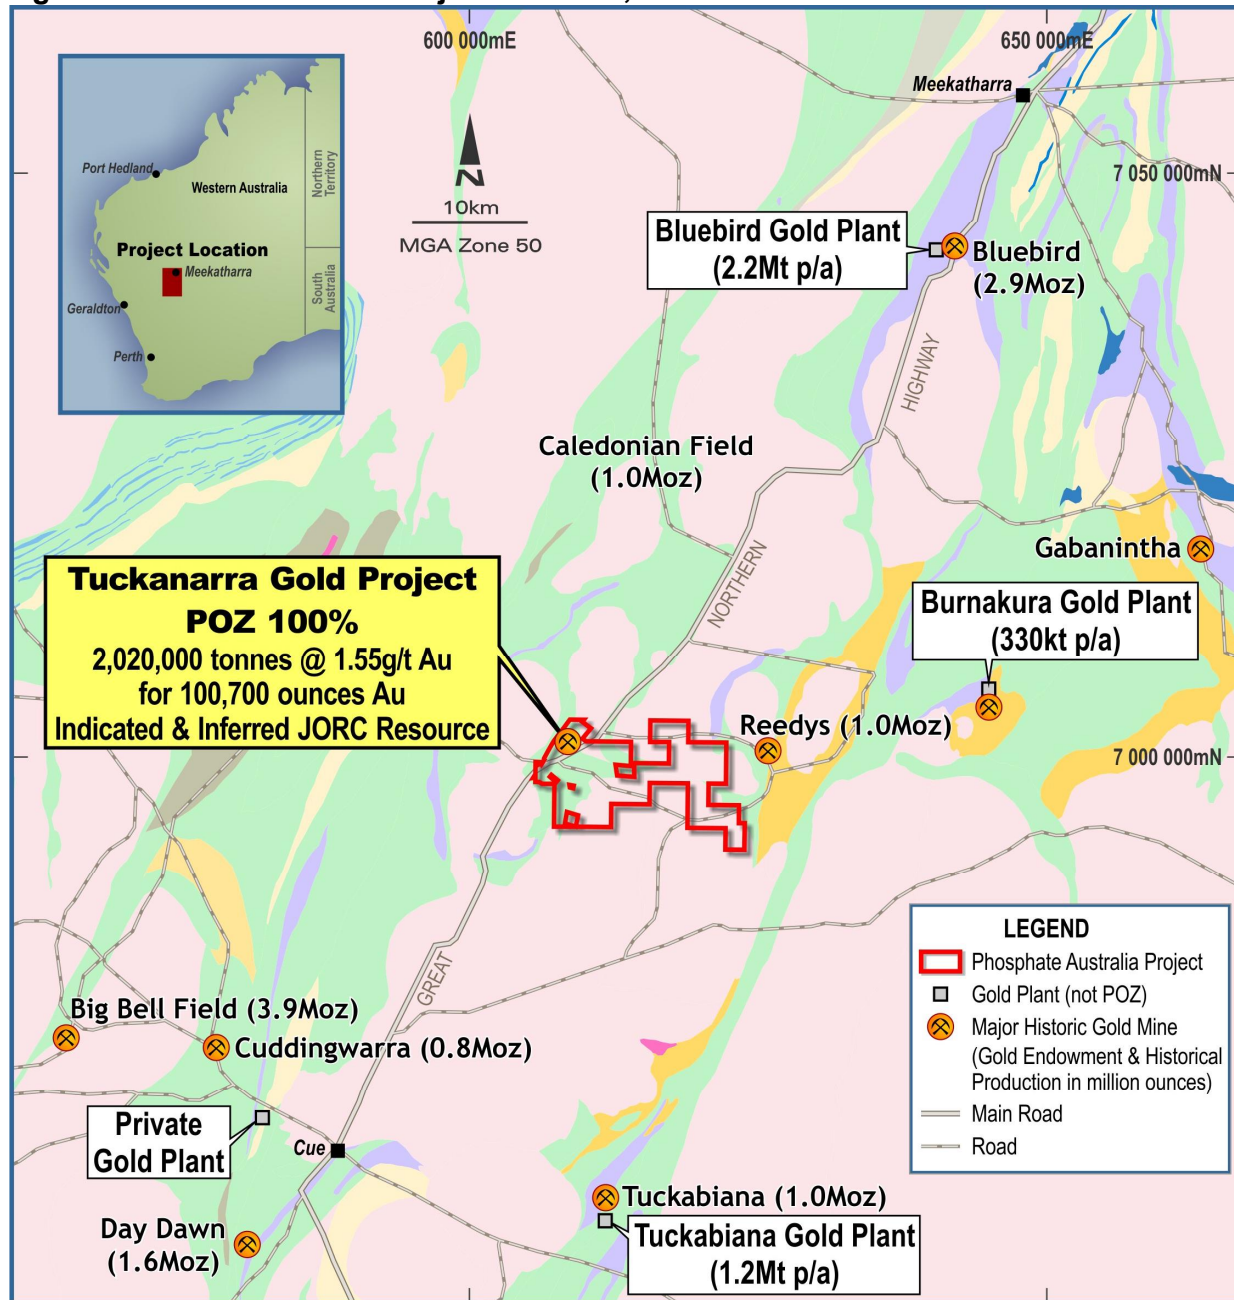 600 000mE
650 000mE
Meekatharra
7 050 000mN
Port Hedland
Western Australia
Northern
Territory
Project Location
Meekatharra
South
Australia
Geraldton
Perth
N
10km
MGA Zone 50
Bluebird Gold Plant
(2.2Mt p/a)
Bluebird
(2.9Moz)
HIGHWAY
Caledonian Field
(1.0Moz)
NORTHERN
Gabanintha
Tuckanarra Gold Project
POZ 100%
2,020,000 tonnes @ 1.55g/t Au
for 100,700 ounces Au
Indicated & Inferred JORC Resource
Burnakura Gold Plant
(330kt p/a)
Reedys (1.0Moz)
7 000 000mN
GREAT
Big Bell Field (3.9Moz)
Cuddingwarra (0.8Moz)
Private
Gold Plant
Cue
Day Dawn
(1.6Moz)
Tuckabiana (1.0Moz)
Tuckabiana Gold Plant
(1.2Mt p/a)
LEGEND
Phosphate Australia Project
Gold Plant (not POZ)
Major Historic Gold Mine
(Gold Endowment & Historical
Production in million ounces)
Main Road
Road